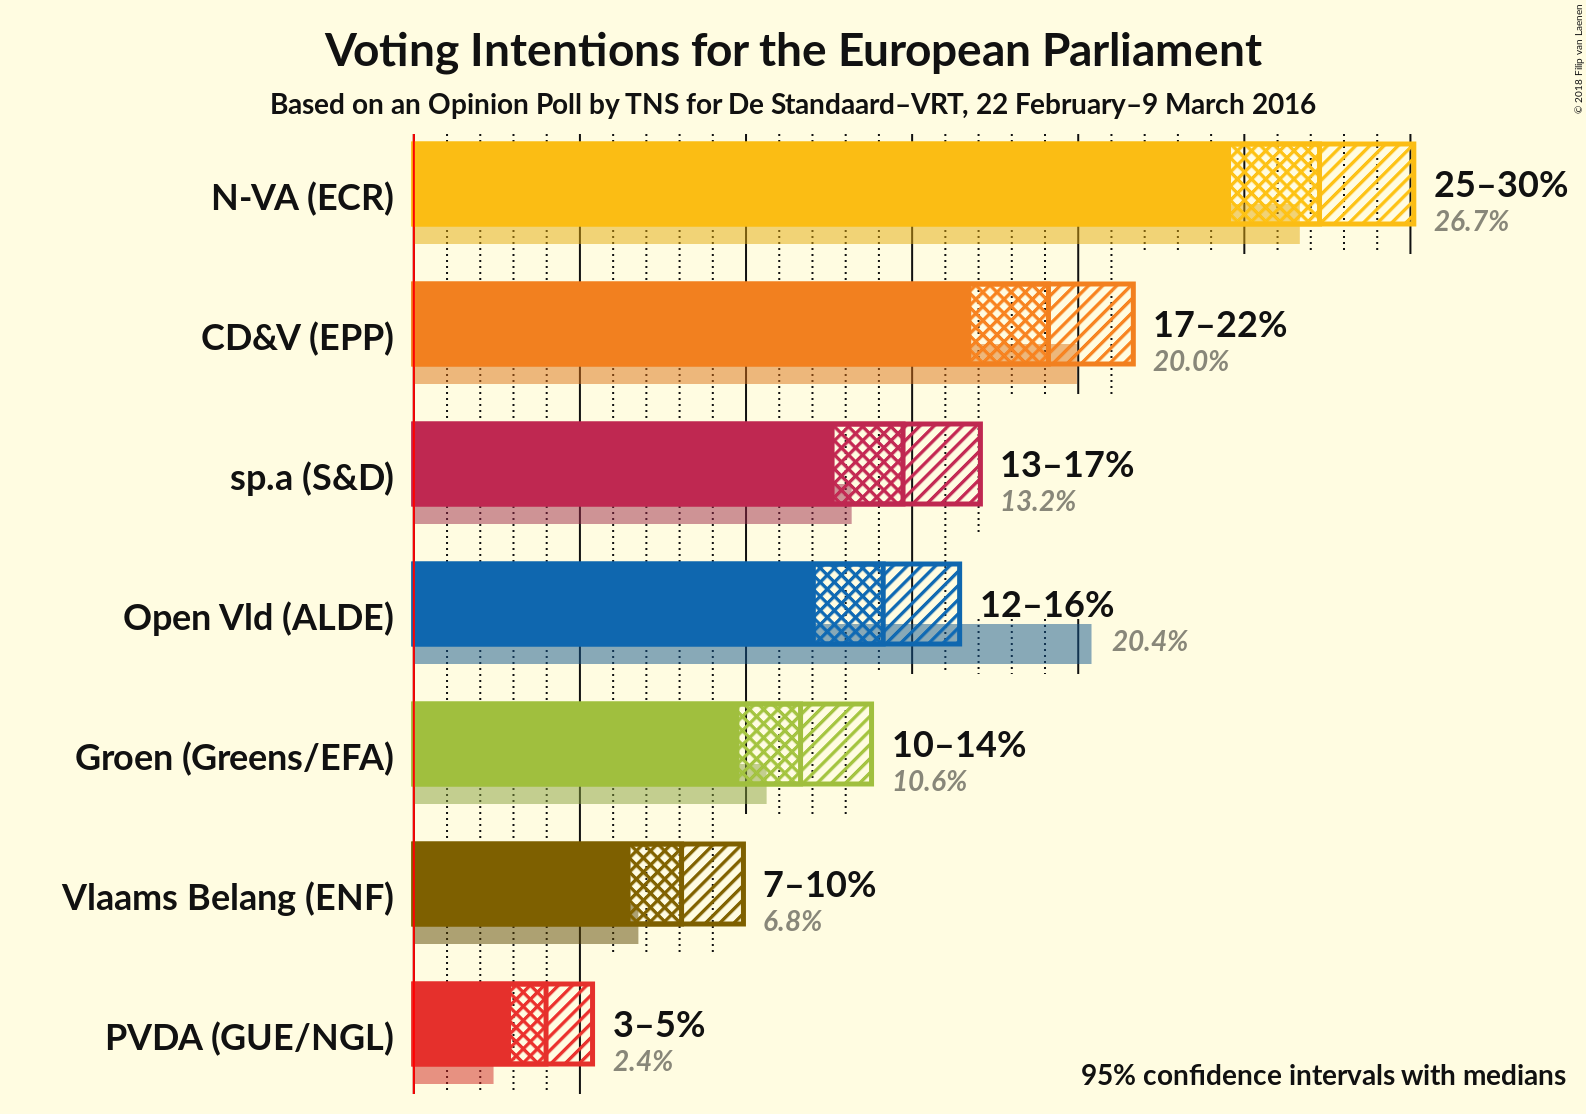 Voting Intentions for the European Parliament
Based on an Opinion Poll by TNS for De Standaard–VRT, 22 February–9 March 2016
© 2018 Filip van Laenen
N-VA (ECR)
25–30%
26.7%
CD&V (EPP)
17–22%
20.0%
sp.a (S&D)
13–17%
13.2%
Open Vld (ALDE)
12–16%
20.4%
Groen (Greens/EFA)
10–14%
10.6%
Vlaams Belang (ENF)
7–10%
6.8%
PVDA (GUE/NGL)
3–5%
2.4%
95% confidence intervals with medians